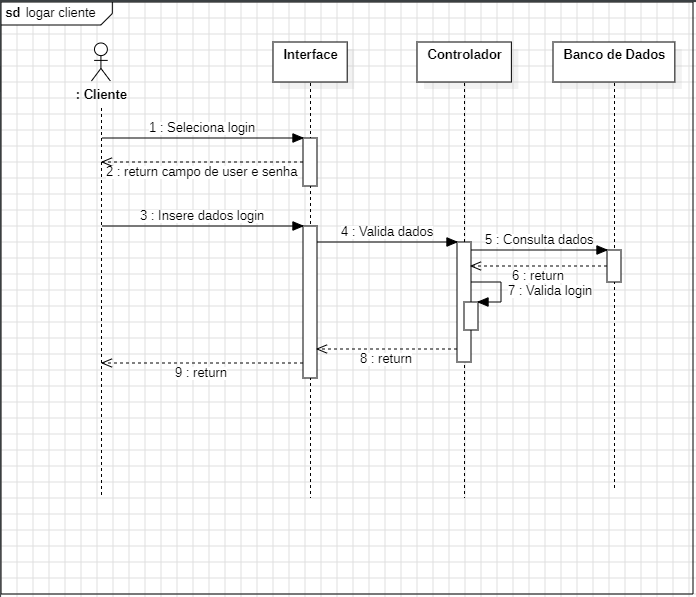 sd logar cliente
Interface
Controlador
Banco de Dados
: Cliente
1 : Seleciona login
2 : return campo de user e senha
3 : Insere dados login
4 : Valida dados
5 : Consulta dados
6 : return
7 : Valida login
8 : return
9 : return